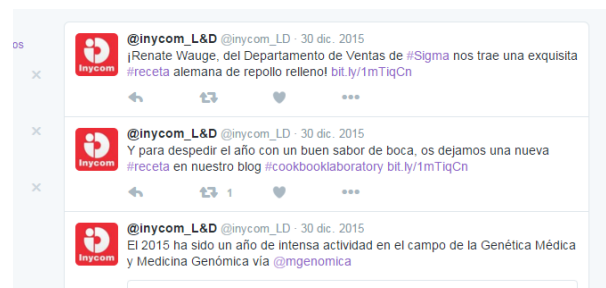 os
@inycom_L&D @inycom_LD · 30 dic. 2015
¡Renate Wauge, del Departamento de Ventas de #Sigma nos trae una exquisita
#receta alemana de repollo relleno! bit.ly/1mTiqCn
Inycom
@inycom_L&D @inycom_LD · 30 dic. 2015
Y para despedir el año con un buen sabor de boca, os dejamos una nueva
#receta en nuestro blog #cookbooklaboratory bit.ly/1mTiqCn
Inycom
1
@inycom_L&D @inycom_LD · 30 dic. 2015
El 2015 ha sido un año de intensa actividad en el campo de la Genética Médica
y Medicina Genómica vía @mgenomica
Inycom